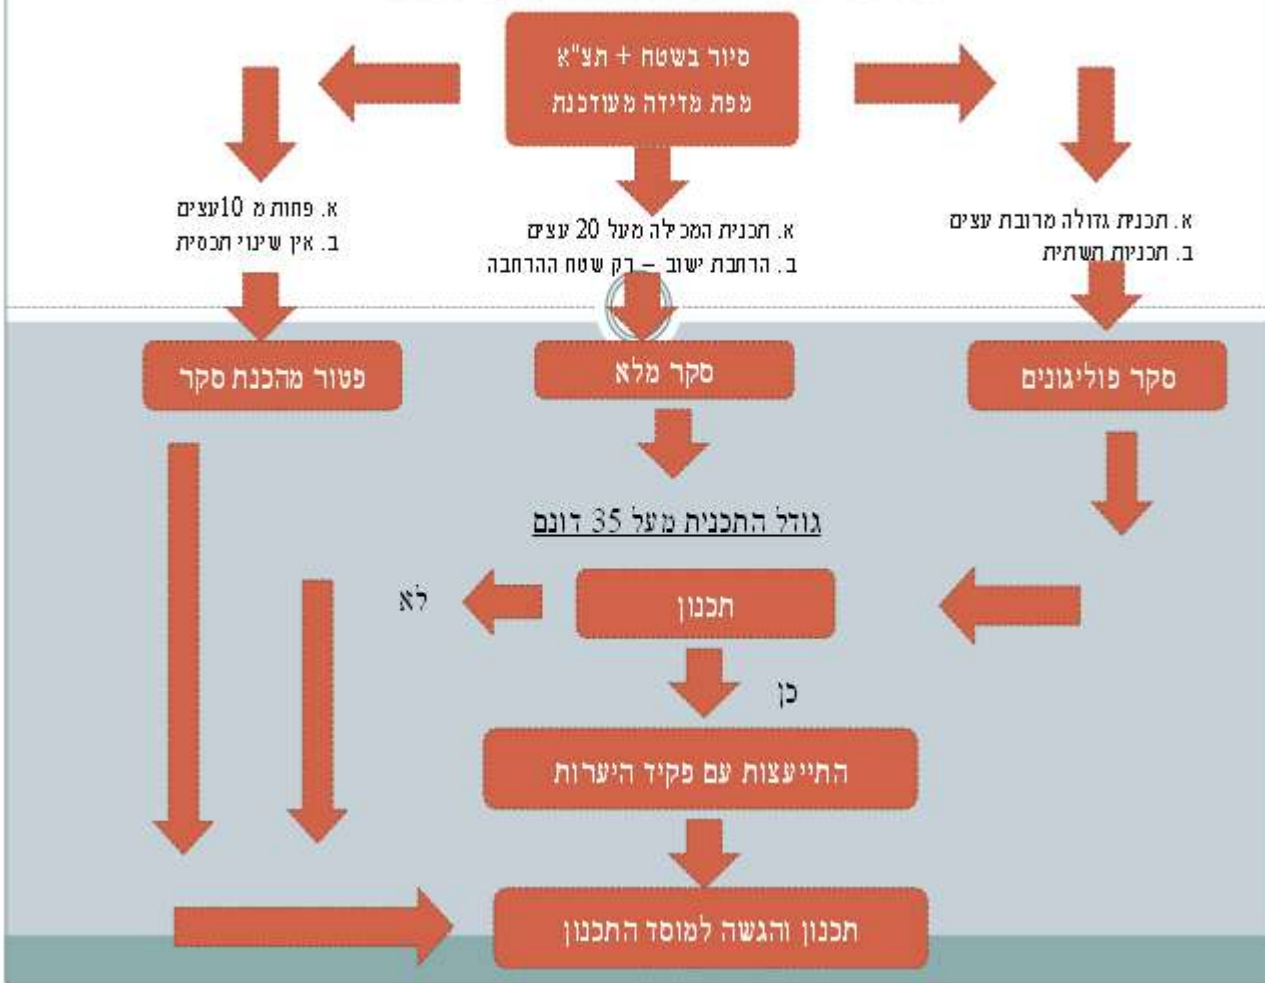 סיור בשטח + תצ"א
מפת מדידה מעודכנת
א. תכנית גדולה מרובת עצים
ב. תכניות תשתית
א. תכנית המכילה מעל 20 עצים
ב. הרחבת ישוב – רק שטח ההרחבה
א. פחות מ 10עצים
ב. אין שינוי תכסית
סקר פוליגונים
סקר מלא
פטור מהכנת סקר
גודל התכנית מעל 35 דונם
תכנון
לא
כן
התייעצות עם פקיד היערות
תכנון והגשה למוסד התכנון